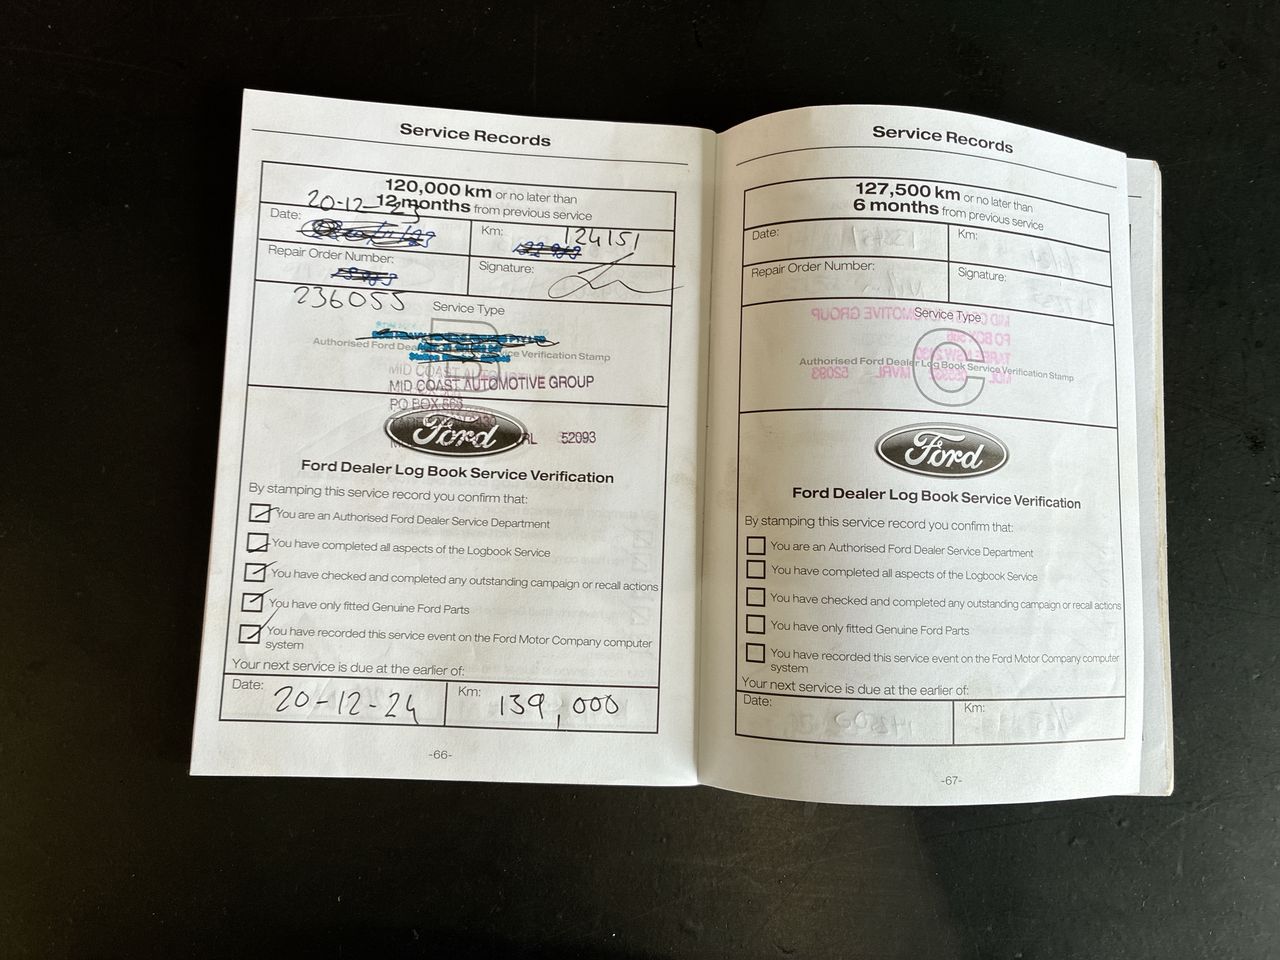 Service Records
120,000 km or no later than
12 months from previous service
20-12-23
Date:
Km: 124151
Repair Order Number:
Signature:
236055
Service Type
B
Authorised Ford Dealer Log Book Service Verification Stamp
MID COAST AUTOMOTIVE GROUP
PO BOX
52093
Ford
Ford Dealer Log Book Service Verification
By stamping this service record you confirm that:
You are an Authorised Ford Dealer Service Department
You have completed all aspects of the Logbook Service
You have checked and completed any outstanding campaign or recall actions
You have only fitted Genuine Ford Parts
You have recorded this service event on the Ford Motor Company computer
system
Your next service is due at the earlier of:
Date: 20-12-24
Km: 139,000
-66-
Service Records
127,500 km or no later than
6 months from previous service
Date:
Km:
Repair Order Number:
Signature:
Service Type
C
Authorised Ford Dealer Log Book Service Verification Stamp
Ford
Ford Dealer Log Book Service Verification
By stamping this service record you confirm that:
You are an Authorised Ford Dealer Service Department
You have completed all aspects of the Logbook Service
You have checked and completed any outstanding campaign or recall actions
You have only fitted Genuine Ford Parts
You have recorded this service event on the Ford Motor Company computer
system
Your next service is due at the earlier of:
Date:
Km:
-67-